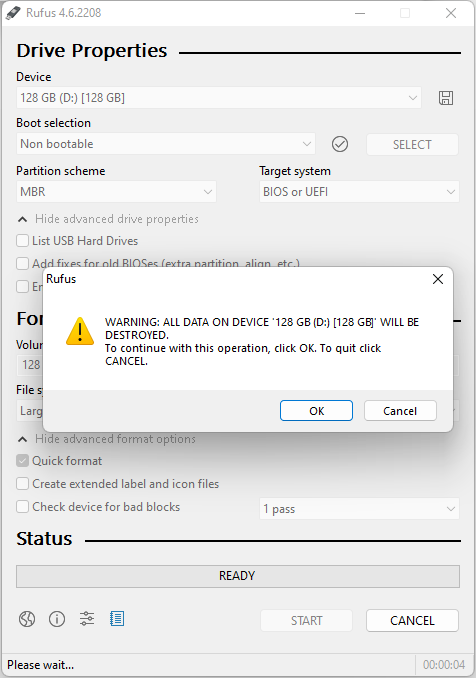 Rufus 4.6.2208
Drive Properties
Device
128 GB (D:) [128 GB]
Boot selection
Non bootable
SELECT
Partition scheme
Target system
MBR
BIOS or UEFI
Hide advanced drive properties
List USB Hard Drives
Add fixes for old BIOSes (extra partition, align, etc.)
Rufus
WARNING: ALL DATA ON DEVICE '128 GB (D:) [128 GB]' WILL BE
DESTROYED.
To continue with this operation, click OK. To quit click
CANCEL.
OK
Cancel
128
Hide advanced format options
Quick format
Create extended label and icon files
Check device for bad blocks
1 pass
Status
READY
START
CANCEL
Please wait...
00:00:04